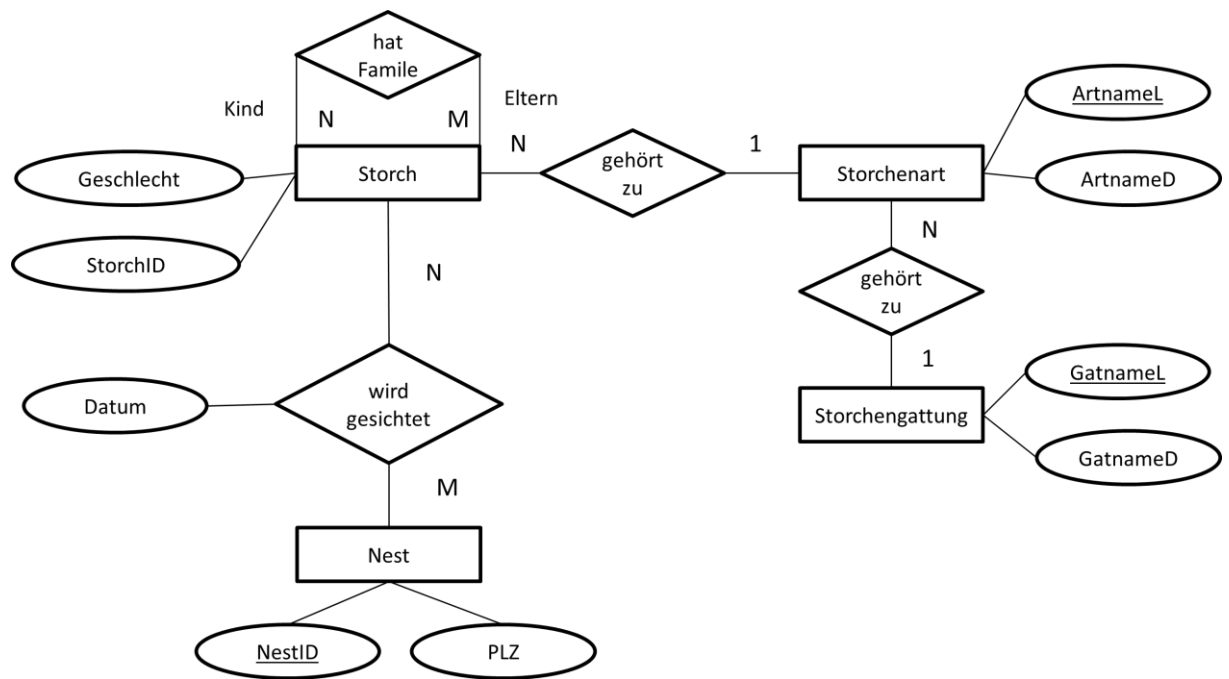 hat
Famile
Kind
Eltern
N
M
Geschlecht
StorchID
Storch
N
gehört
zu
1
Storchenart
ArtnameL
ArtnameD
N
gehört
zu
1
Storchengattung
GatnameL
GatnameD
N
Datum
wird
gesichtet
M
Nest
NestID
PLZ